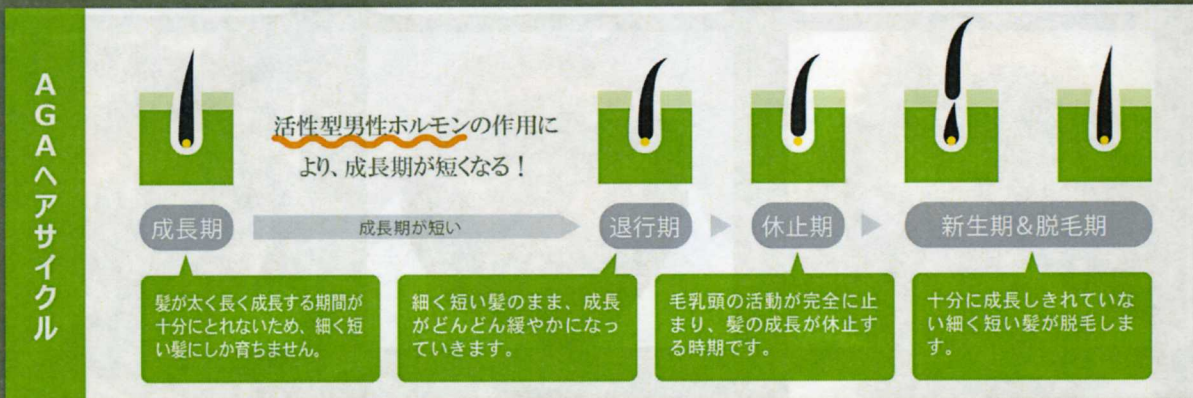 AGAヘアサイクル
活性型男性ホルモンの作用に
より、成長期が短くなる！
成長期
成長期が短い
退行期
休止期
新生期&脱毛期
髪が太く長く成長する期間が
十分にとれないため、細く短
い髪にしか育ちません。
細く短い髪のまま、成長
がどんどん緩やかになっ
ていきます。
毛乳頭の活動が完全に止
まり、髪の成長が休止す
る時期です。
十分に成長しきれていな
い細く短い髪が脱毛しま
す。